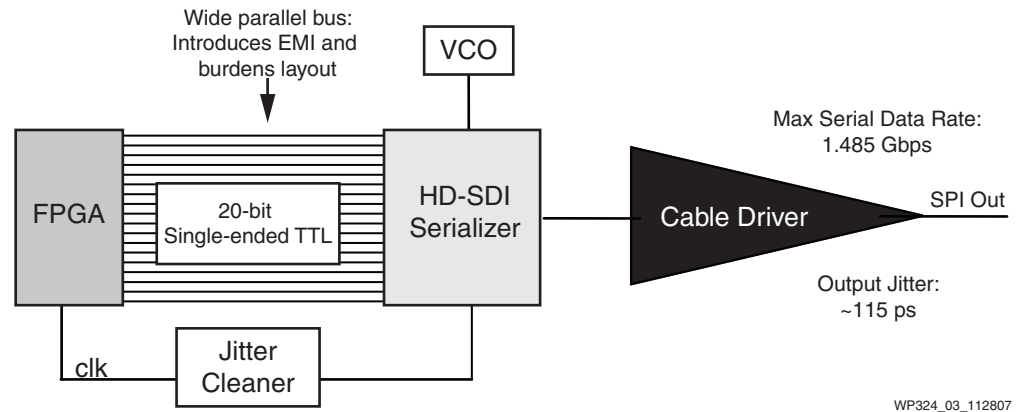 Wide parallel bus:
Introduces EMI and
burdens layout
VCO
Max Serial Data Rate:
1.485 Gbps
FPGA
20-bit
Single-ended TTL
HD-SDI
Serializer
Cable Driver
SPI Out
Output Jitter:
~115 ps
clk
Jitter
Cleaner
WP324_03_112807